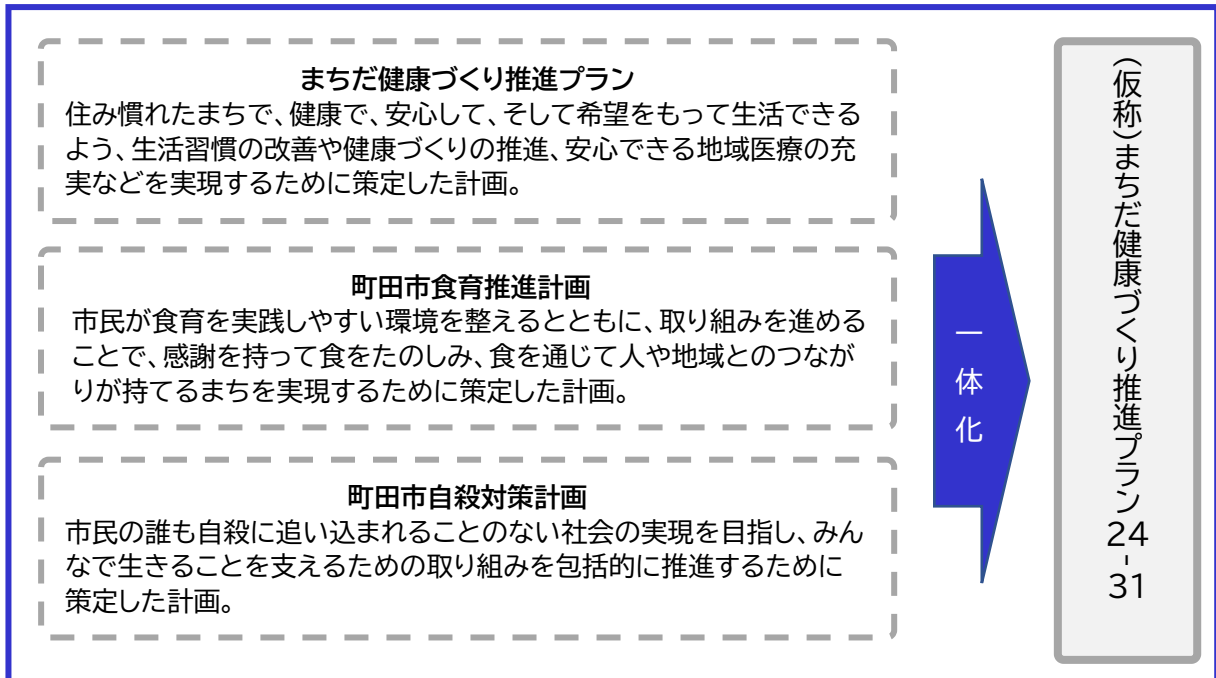 まちだ健康づくり推進プラン
住み慣れたまちで、健康で、安心して、そして希望をもって生活できる
よう、生活習慣の改善や健康づくりの推進、安心できる地域医療の充
実などを実現するために策定した計画。
町田市食育推進計画
市民が食育を実践しやすい環境を整えるとともに、取り組みを進める
ことで、感謝を持って食をたのしみ、食を通じて人や地域とのつなが
りが持てるまちを実現するために策定した計画。
町田市自殺対策計画
市民の誰も自殺に追い込まれることのない社会の実現を目指し、みん
なで生きることを支えるための取り組みを包括的に推進するために
策定した計画。
一体化
(仮称)まちだ健康づくり推進プラン24-31